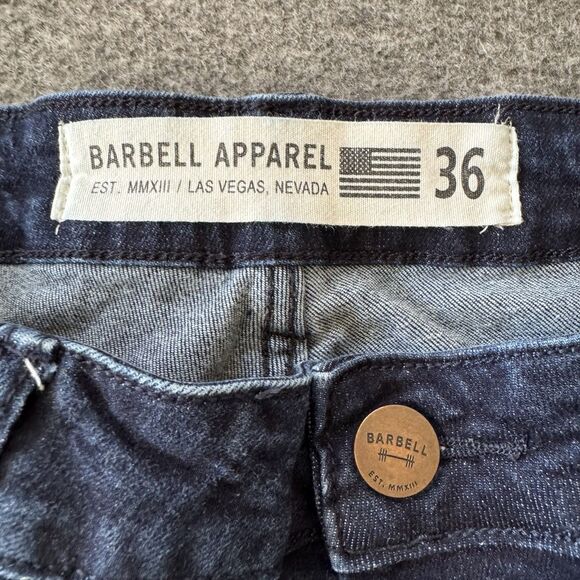 BARBELL APPAREL
EST. MMXIII / LAS VEGAS, NEVADA
36
BARBELL
EST. MMXIII